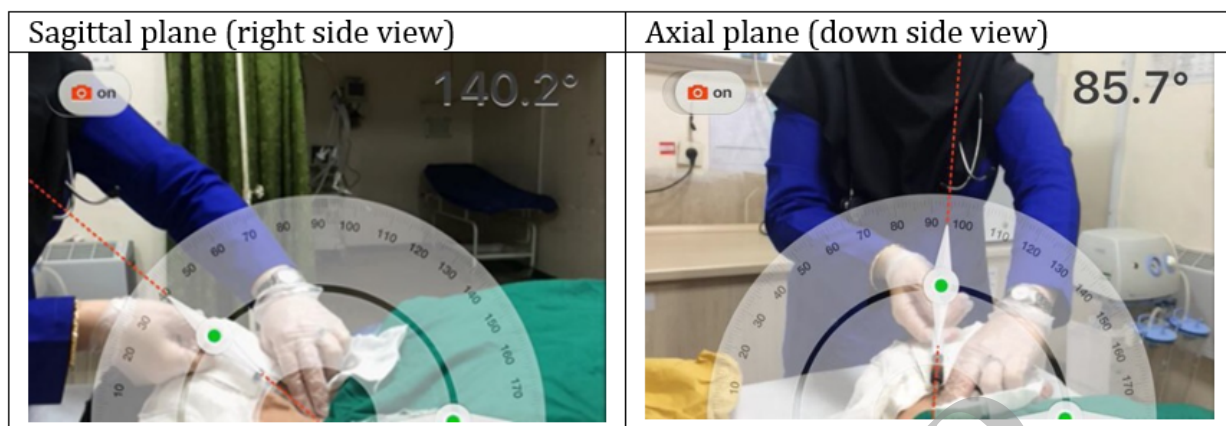 Sagittal plane (right side view)
Axial plane (down side view)
on
140.2°
10 20 30 40 50 60 70 80 90 100 110 120 130 140 150 160 170
on
85.7°
10 20 30 40 50 60 70 80 90 100 110 120 130 140 150 160 170